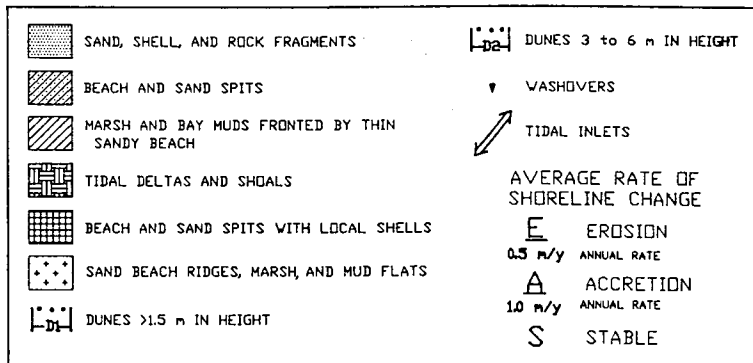 SAND, SHELL, AND ROCK FRAGMENTS
BEACH AND SAND SPITS
MARSH AND BAY MUDS FRONTED BY THIN
SANDY BEACH
TIDAL DELTAS AND SHOALS
BEACH AND SAND SPITS WITH LOCAL SHELLS
SAND BEACH RIDGES, MARSH, AND MUD FLATS
D1 DUNES >1.5 m IN HEIGHT
D2 DUNES 3 to 6 m IN HEIGHT
WASHOVERS
TIDAL INLETS
AVERAGE RATE OF
SHORELINE CHANGE
E EROSION
0.5 m/y ANNUAL RATE
A ACCRETION
1.0 m/y ANNUAL RATE
S STABLE